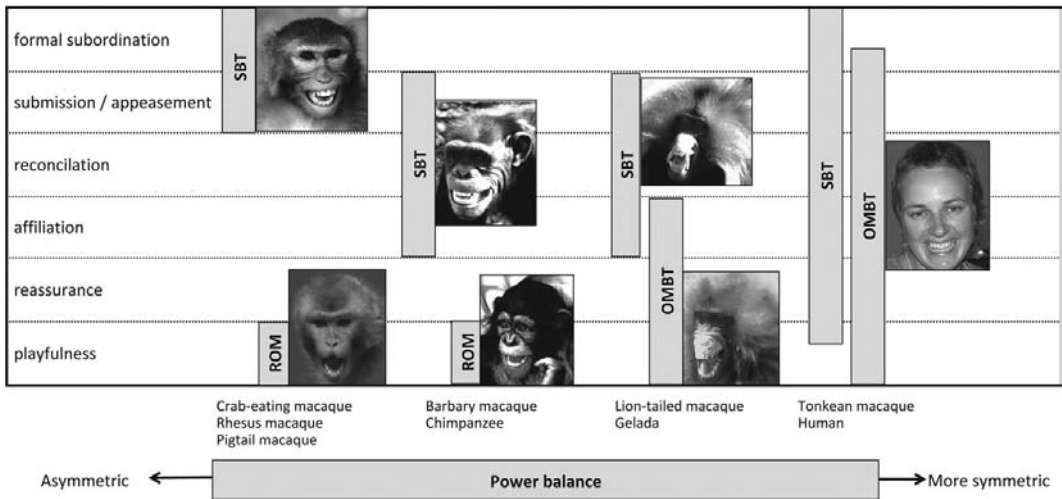 formal subordination
submission / appeasement
reconcilation
affiliation
reassurance
playfulness
SBT
ROM
SBT
ROM
SBT
OMBT
SBT
OMBT
Crab-eating macaque
Rhesus macaque
Pigtail macaque
Barbary macaque
Chimpanzee
Lion-tailed macaque
Gelada
Tonkean macaque
Human
Asymmetric
Power balance
More symmetric